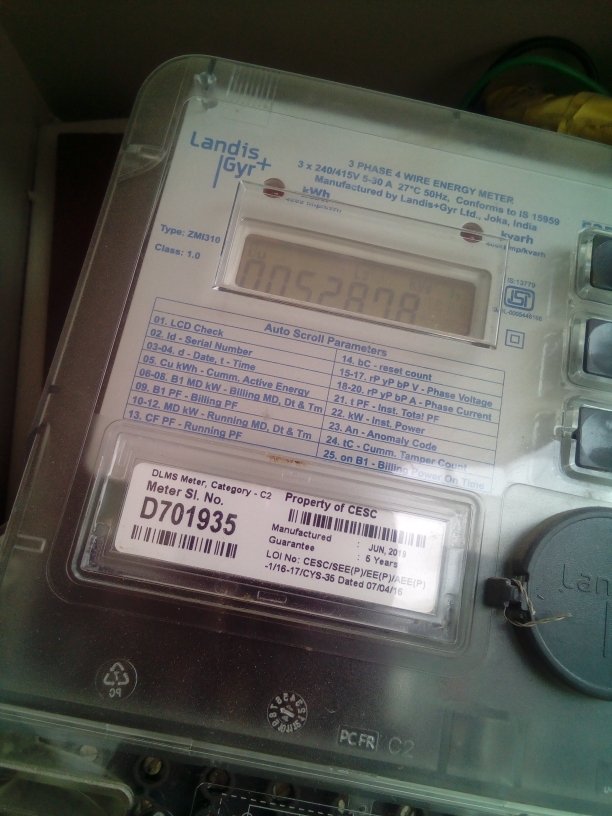 Landis
Gyr+
3 PHASE 4 WIRE ENERGY METER
3 x 240/415V 5-30 A 27°C 50Hz, Conforms to IS 15959
Manufactured by Landis+Gyr Ltd., Joka, India
kWh
kvarh
Type: ZMI310
Class: 1.0
0052878
IS:13779
Auto Scroll Parameters
01. LCD Check
02. Id - Serial Number
03-04. d - Date, t - Time
05. Cu kWh - Cumm. Active Energy
06-08. B1 MD kW - Billing MD, Dt & Tm
09. B1 PF - Billing PF
10-12. MD kW - Running MD, Dt & Tm
13. CF PF - Running PF
14. bC - reset count
15-17. rP yP bP V - Phase Voltage
18-20. rP yP bP A - Phase Current
21. t PF - Inst. Total PF
22. kW - Inst. Power
23. An - Anomaly Code
24. tC - Cumm. Tamper Count
25. on B1 - Billing Power On Time
DLMS Meter, Category - C2
Meter Sl. No.
D701935
Property of CESC
Manufactured : JUN, 2016
Guarantee : 5 Years
LOI No: CESC/SEE(P)/EE(P)/AEE(P)
-1/16-17/CYS-35 Dated 07/04/16
PC FR C2